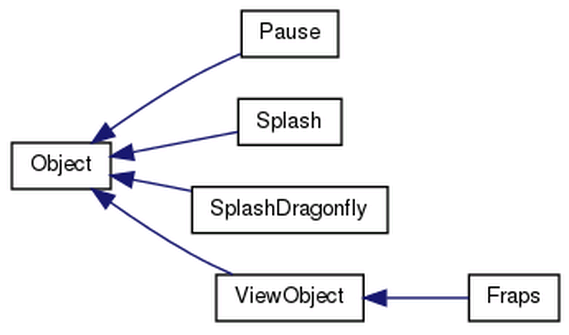 Pause
Splash
Object
SplashDragonfly
ViewObject
Fraps